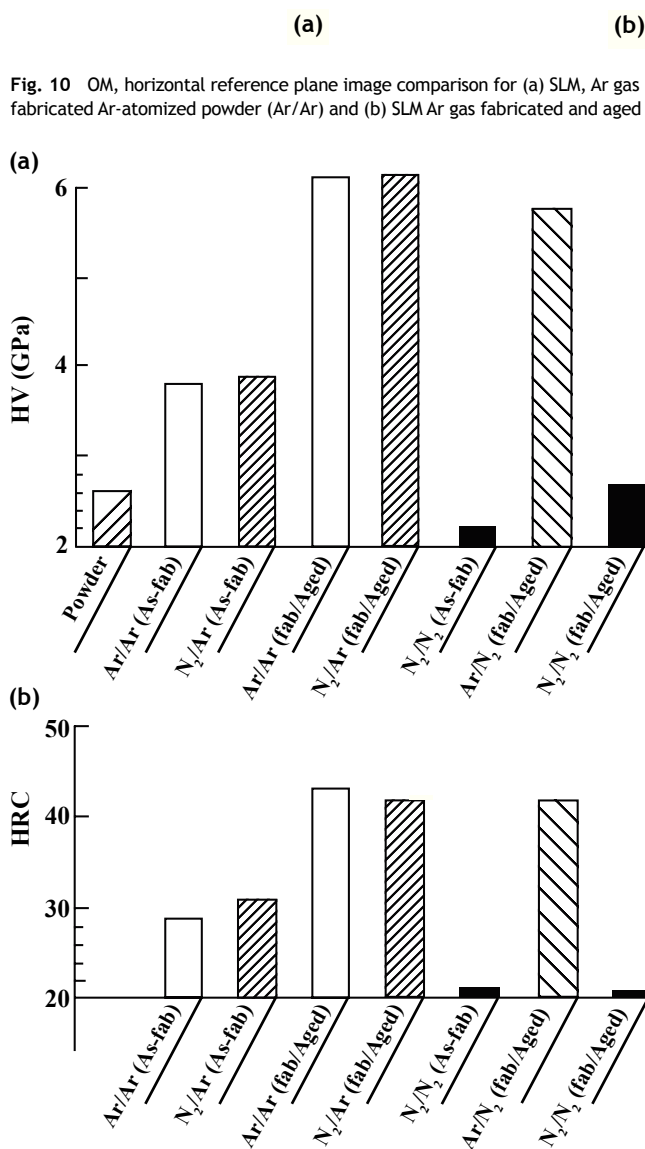 (a) (b)
Fig. 10 OM, horizontal reference plane image comparison for (a) SLM, Ar gas
fabricated Ar-atomized powder (Ar/Ar) and (b) SLM Ar gas fabricated and aged
(a)
HV (GPa)
6
4
2
Powder
Ar/Ar (As-fab)
N₂/Ar (As-fab)
Ar/Ar (fab/Aged)
N₂/Ar (fab/Aged)
N₂/N₂ (As-fab)
Ar/N₂ (fab/Aged)
N₂/N₂ (fab/Aged)
(b)
HRC
50
40
30
20
Ar/Ar (As-fab)
N₂/Ar (As-fab)
Ar/Ar (fab/Aged)
N₂/Ar (fab/Aged)
N₂/N₂ (As-fab)
Ar/N₂ (fab/Aged)
N₂/N₂ (fab/Aged)